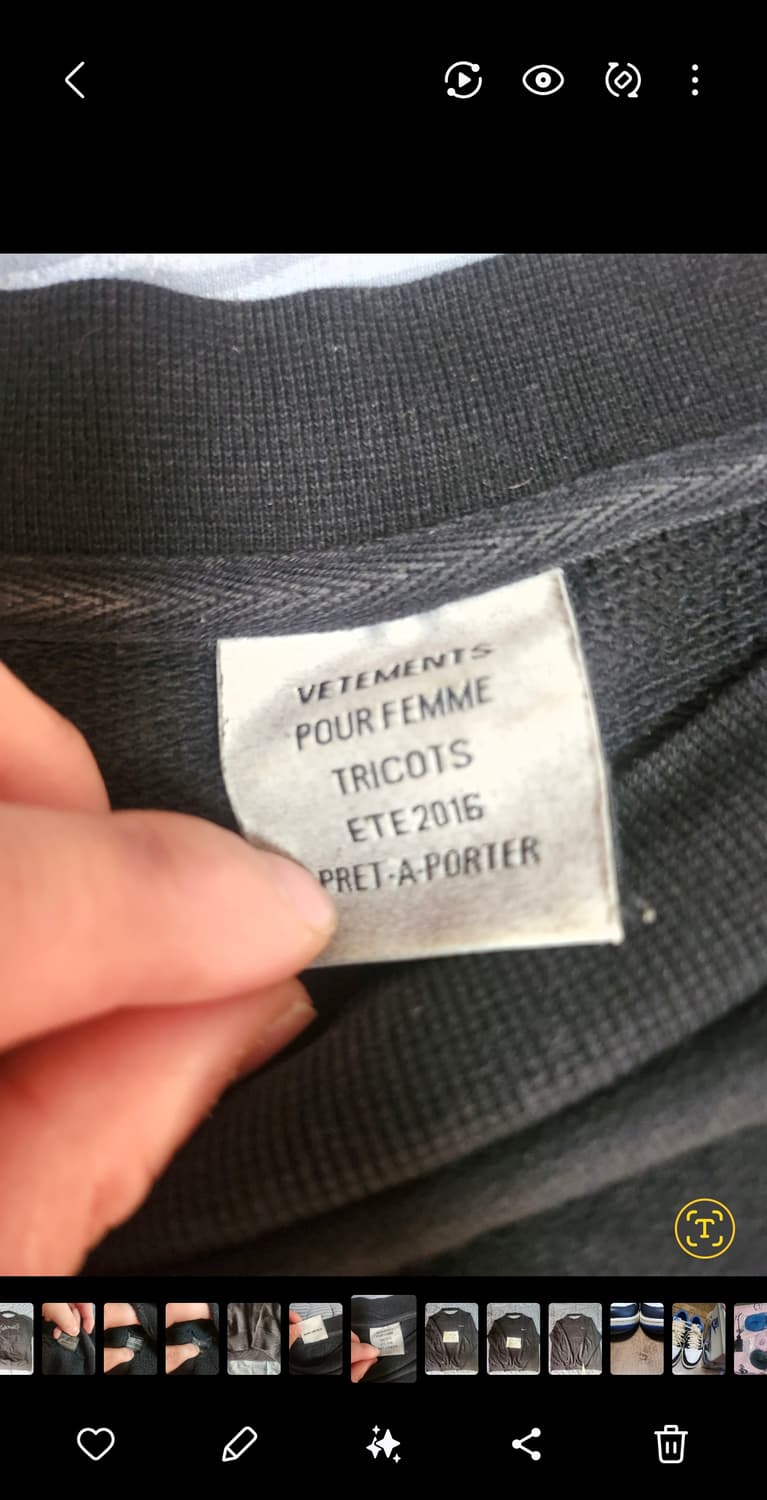 VETEMENTS
POUR FEMME
TRICOTS
ETE 2016
PRET-A-PORTER